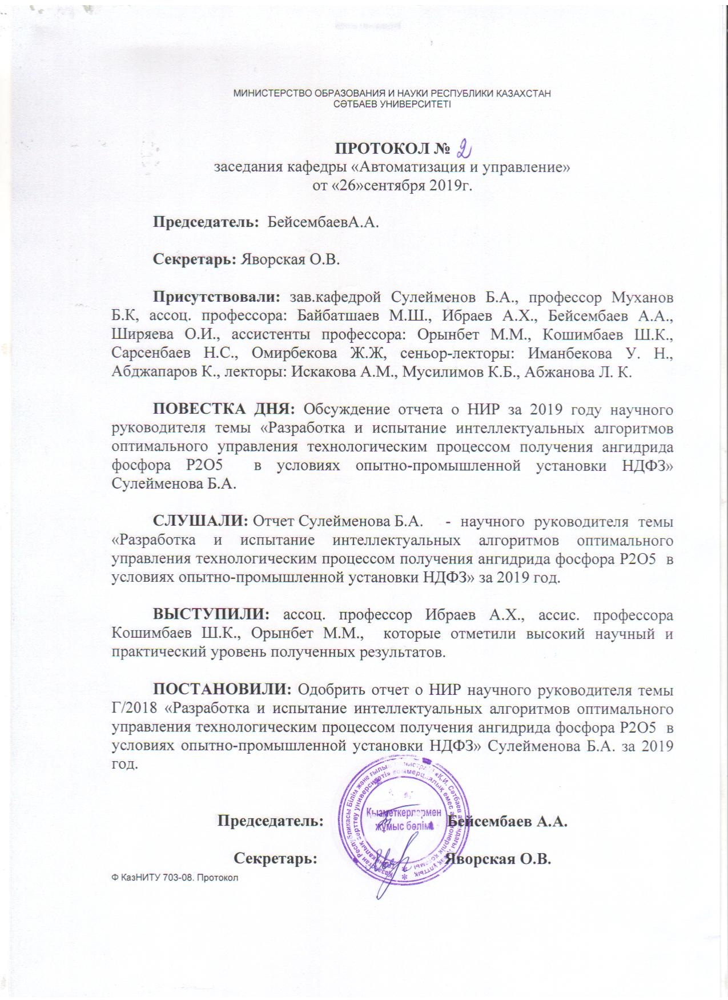 МИНИСТЕРСТВО ОБРАЗОВАНИЯ И НАУКИ РЕСПУБЛИКИ КАЗАХСТАН
СӘТБАЕВ УНИВЕРСИТЕТІ
ПРОТОКОЛ № 2
заседания кафедры «Автоматизация и управление»
от «26»сентября 2019г.
Председатель: БейсембаевА.А.
Секретарь: Яворская О.В.
Присутствовали: зав.кафедрой Сулейменов Б.А., профессор Муханов
Б.К, ассоц. профессора: Байбатшаев М.Ш., Ибраев А.Х., Бейсембаев А.А.,
Ширяева О.И., ассистенты профессора: Орынбет М.М., Кошимбаев Ш.К.,
Сарсенбаев Н.С., Омирбекова Ж.Ж, сеньор-лекторы: Иманбекова У. Н.,
Абджапаров К., лекторы: Искакова А.М., Мусилимов К.Б., Абжанова Л. К.
ПОВЕСТКА ДНЯ: Обсуждение отчета о НИР за 2019 году научного
руководителя темы «Разработка и испытание интеллектуальных алгоритмов
оптимального управления технологическим процессом получения ангидрида
фосфора P2O5 в условиях опытно-промышленной установки НДФЗ»
Сулейменова Б.А.
СЛУШАЛИ: Отчет Сулейменова Б.А. - научного руководителя темы
«Разработка и испытание интеллектуальных алгоритмов оптимального
управления технологическим процессом получения ангидрида фосфора P2O5 в
условиях опытно-промышленной установки НДФЗ» за 2019 год.
ВЫСТУПИЛИ: ассоц. профессор Ибраев А.Х., ассис. профессора
Кошимбаев Ш.К., Орынбет М.М., которые отметили высокий научный и
практический уровень полученных результатов.
ПОСТАНОВИЛИ: Одобрить отчет о НИР научного руководителя темы
Г/2018 «Разработка и испытание интеллектуальных алгоритмов оптимального
управления технологическим процессом получения ангидрида фосфора P2O5 в
условиях опытно-промышленной установки НДФЗ» Сулейменова Б.А. за 2019
год.
Председатель: Бейсембаев А.А.
Қызметкерлермен
жұмыс бөлімі
Секретарь: Яворская О.В.
Ф КазНИТУ 703-08. Протокол